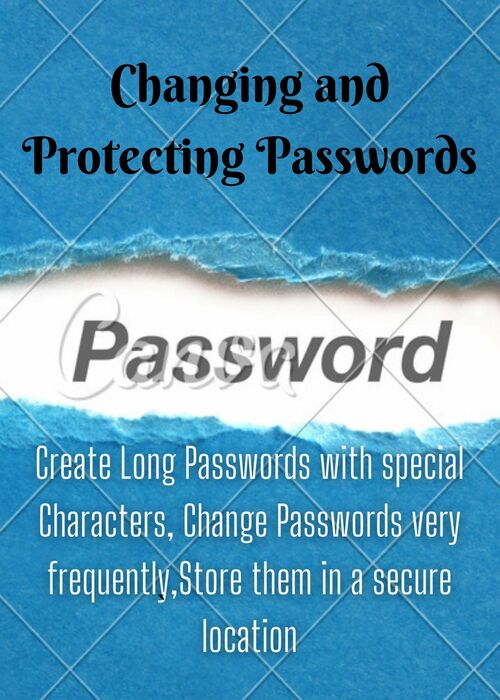 Changing and
Protecting Passwords
Canva
Password
Create Long Passwords with special
Characters, Change Passwords very
frequently,Store them in a secure
location